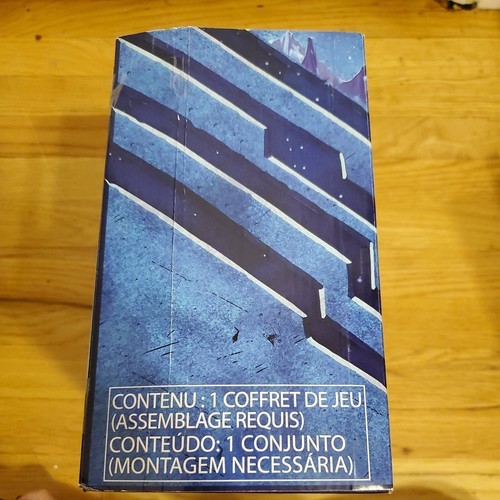 CONTENU : 1 COFFRET DE JEU
(ASSEMBLAGE REQUIS)
CONTEÚDO: 1 CONJUNTO
(MONTAGEM NECESSÁRIA)